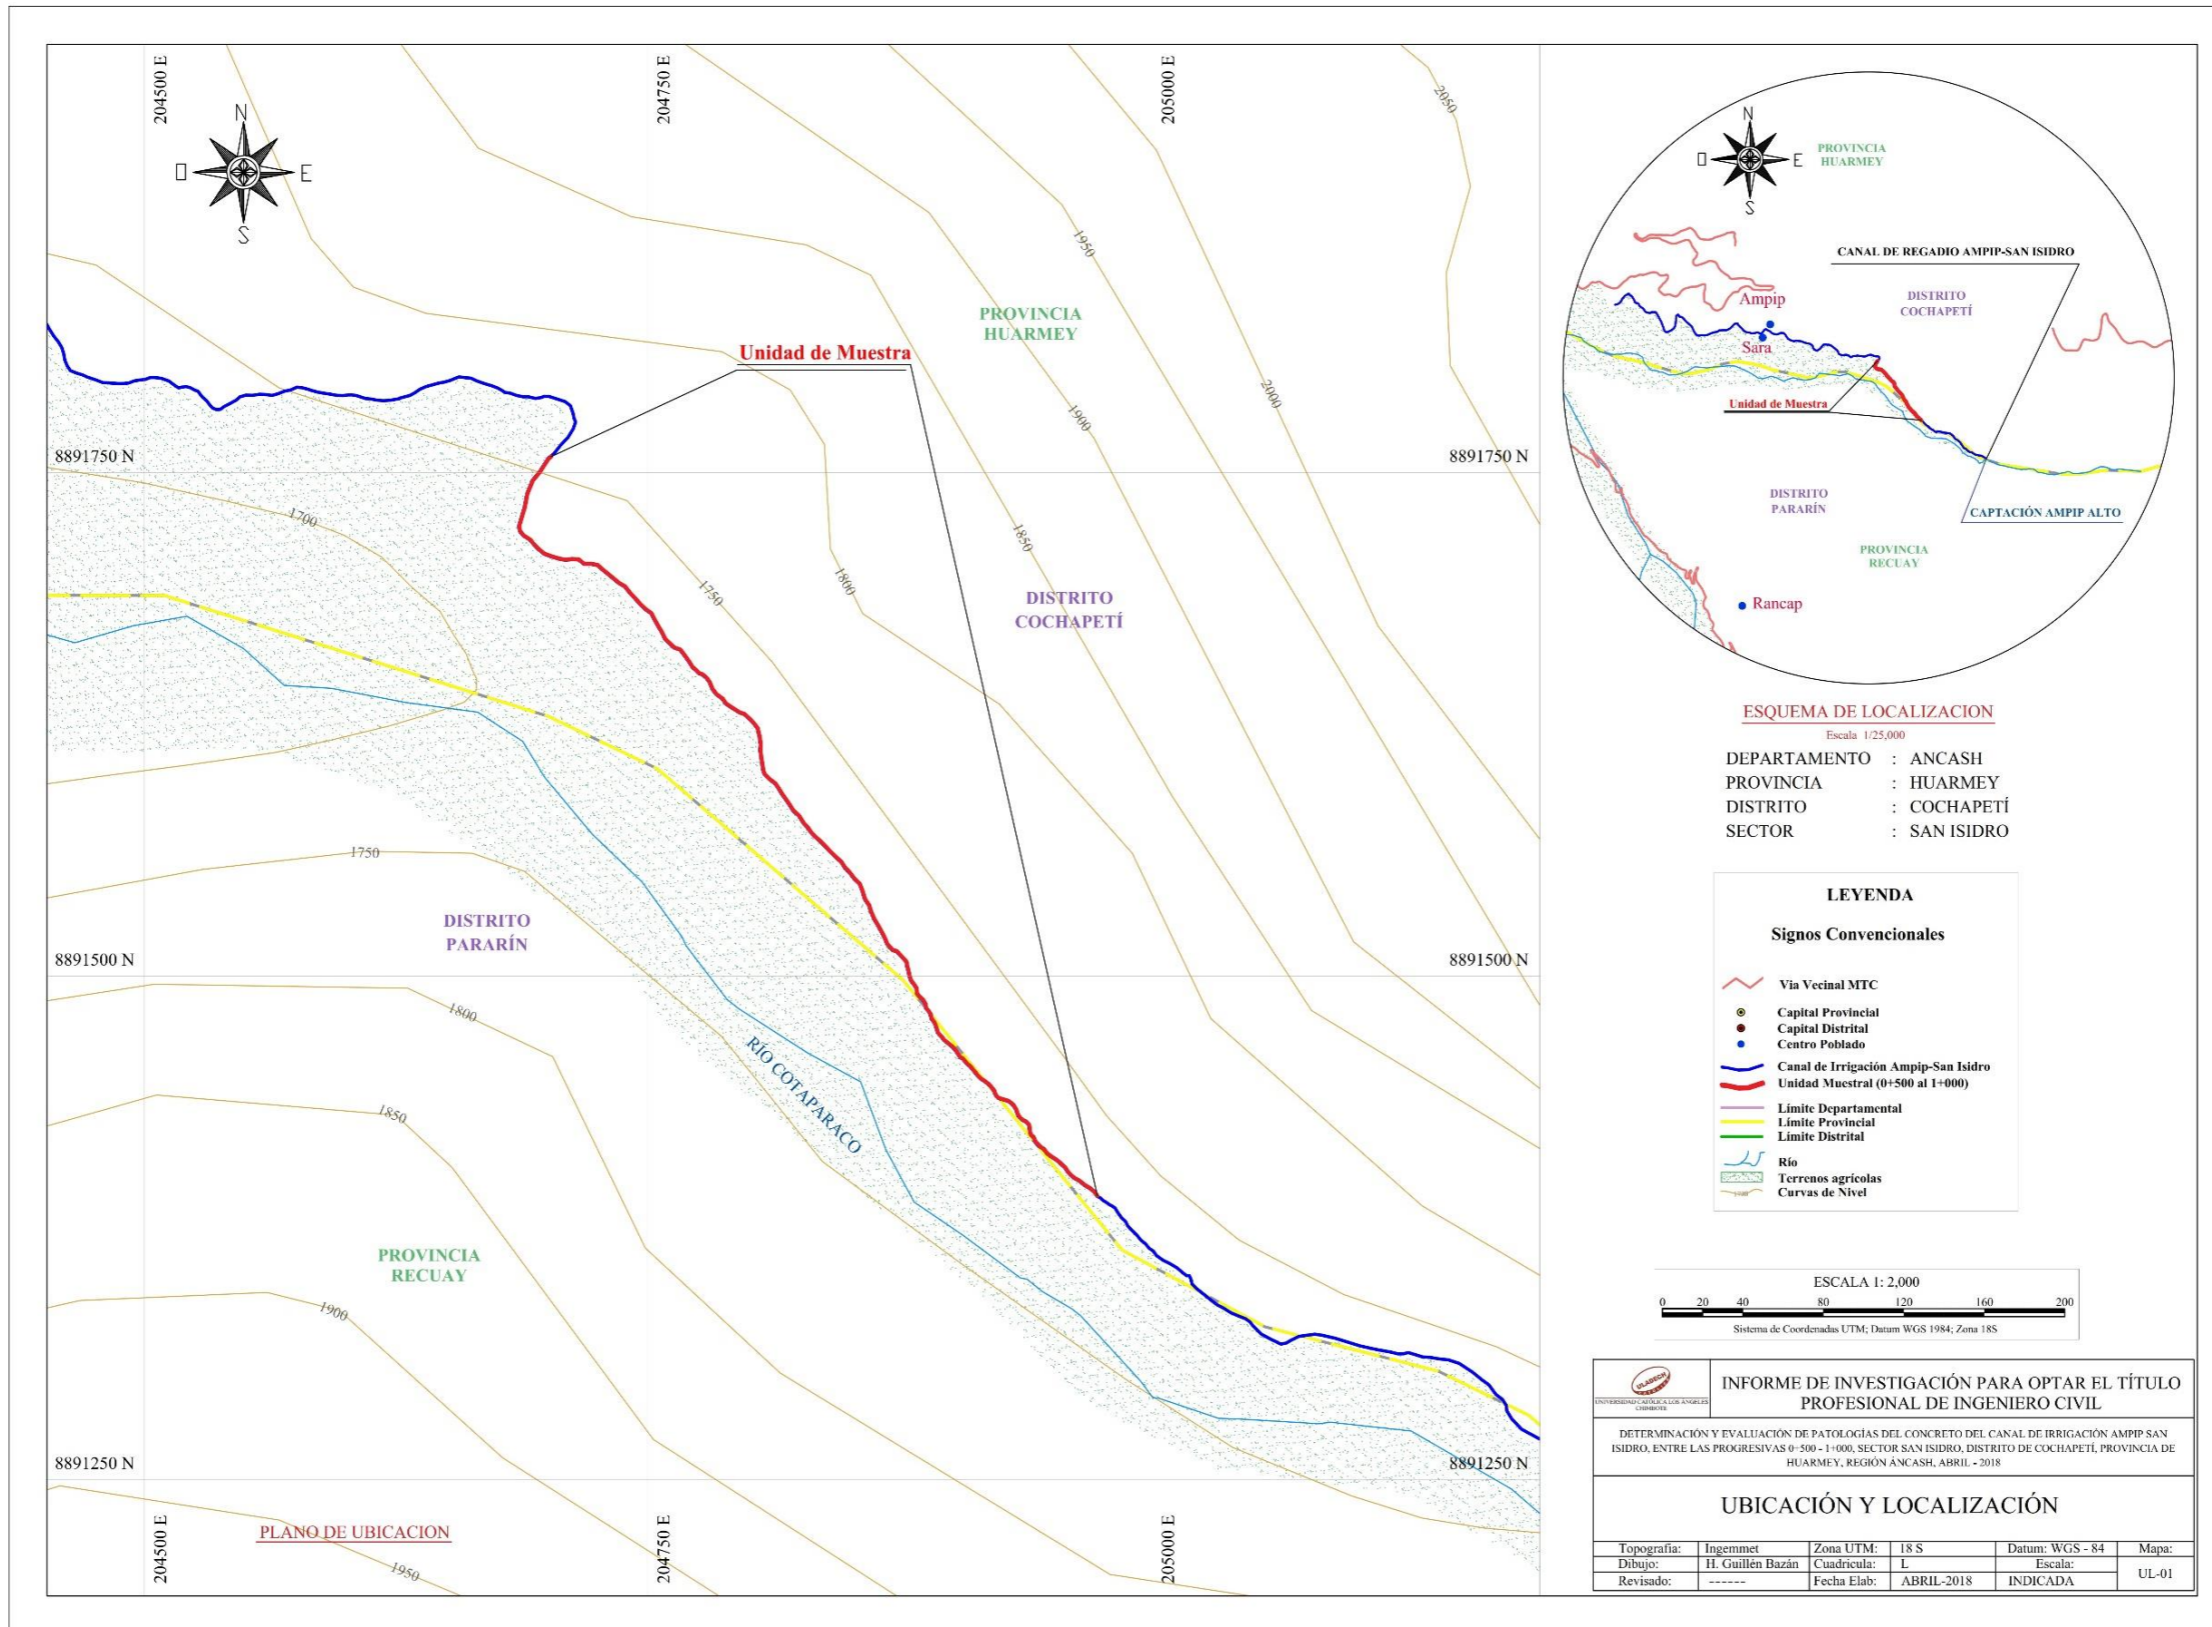 204500 E
204750 E
205000 E
N
E
S
2050
1950
PROVINCIA
HUARMEY
Unidad de Muestra
2000
1900
8891750 N
8891750 N
1700
1850
1800
1750
DISTRITO
COCHAPETÍ
1750
DISTRITO
PARARÍN
8891500 N
8891500 N
1800
RÍO COTAPARACO
1850
PROVINCIA
RECUAY
1900
8891250 N
8891250 N
PLANO DE UBICACION
1950
204500 E
204750 E
205000 E
N
E
S
PROVINCIA
HUARMEY
CANAL DE REGADIO AMPIP-SAN ISIDRO
Ampip
DISTRITO
COCHAPETÍ
Sara
Unidad de Muestra
DISTRITO
PARARÍN
CAPTACIÓN AMPIP ALTO
PROVINCIA
RECUAY
Rancap
ESQUEMA DE LOCALIZACION
Escala 1/25,000
DEPARTAMENTO : ANCASH
PROVINCIA : HUARMEY
DISTRITO : COCHAPETÍ
SECTOR : SAN ISIDRO
LEYENDA
Signos Convencionales
Via Vecinal MTC
Capital Provincial
Capital Distrital
Centro Poblado
Canal de Irrigación Ampip-San Isidro
Unidad Muestral (0+500 al 1+000)
Límite Departamental
Límite Provincial
Límite Distrital
Río
Terrenos agrícolas
Curvas de Nivel
ESCALA 1: 2,000
0 20 40 80 120 160 200
Sistema de Coordenadas UTM; Datum WGS 1984; Zona 18S
ULADECH
UNIVERSIDAD CATÓLICA LOS ÁNGELES
CHIMBOTE
INFORME DE INVESTIGACIÓN PARA OPTAR EL TÍTULO
PROFESIONAL DE INGENIERO CIVIL
DETERMINACIÓN Y EVALUACIÓN DE PATOLOGÍAS DEL CONCRETO DEL CANAL DE IRRIGACIÓN AMPIP SAN
ISIDRO, ENTRE LAS PROGRESIVAS 0+500 - 1+000, SECTOR SAN ISIDRO, DISTRITO DE COCHAPETÍ, PROVINCIA DE
HUARMEY, REGIÓN ÁNCASH, ABRIL - 2018
UBICACIÓN Y LOCALIZACIÓN
Topografía: Ingemmet Zona UTM: 18 S Datum: WGS - 84 Mapa:
Dibujo: H. Guillén Bazán Cuadricula: L Escala: UL-01
Revisado: ------ Fecha Elab: ABRIL-2018 INDICADA